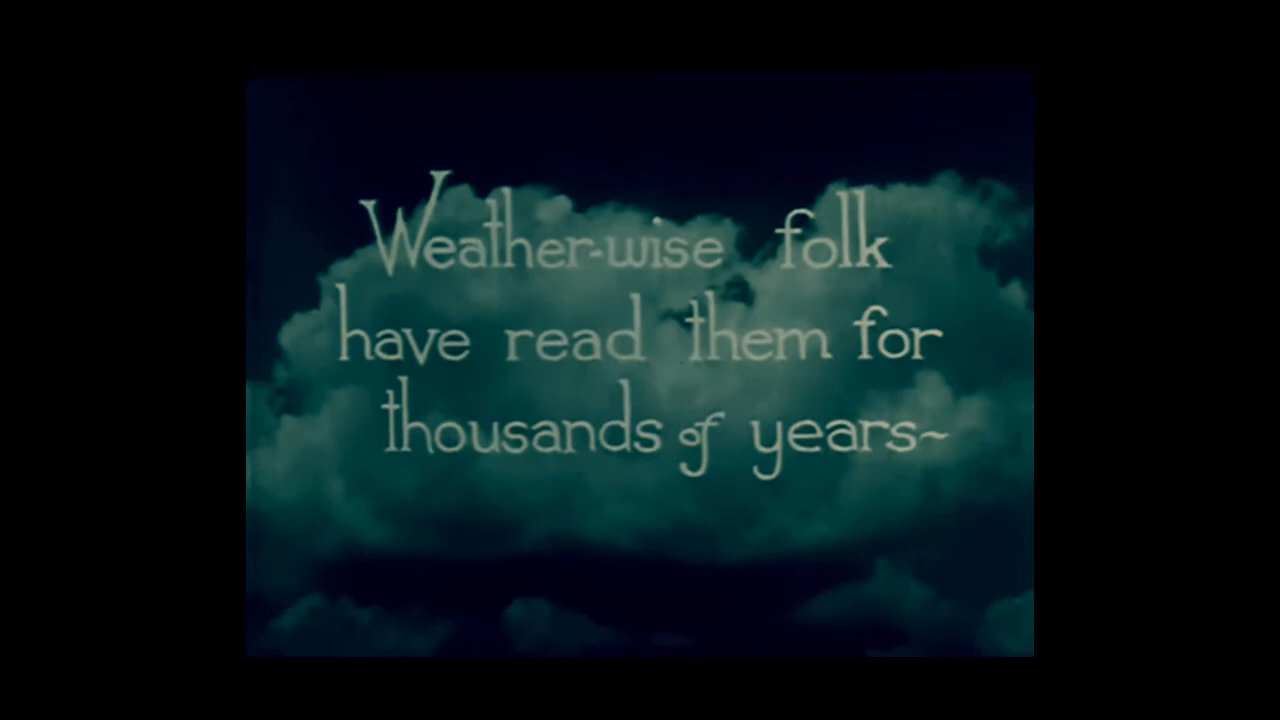 Weather-wise folk
have read them for
thousands of years~